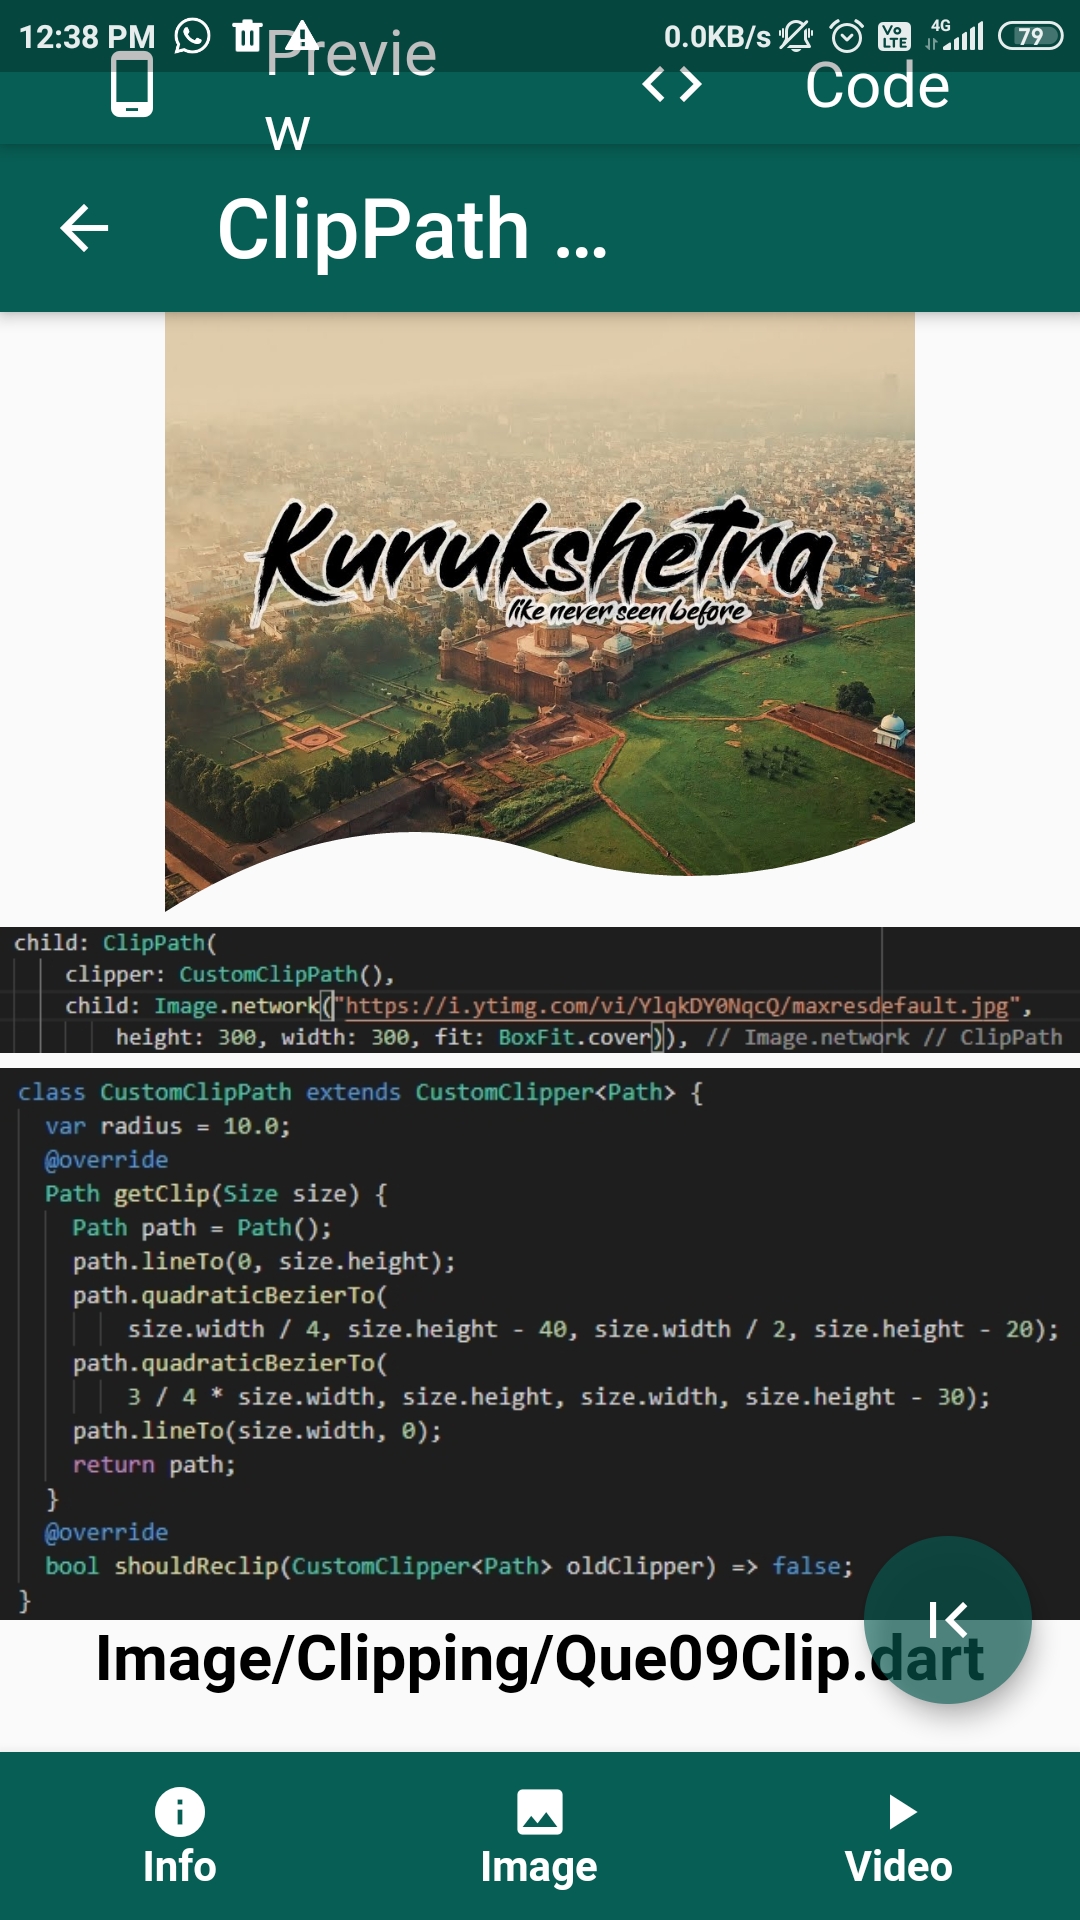 12:38 PM 0.0KB/s Vo LTE 4G 79
Previe
w
Code
ClipPath ...
Kurukshetra
like never seen before
child: ClipPath(
clipper: CustomClipPath(),
child: Image.network("https://i.ytimg.com/vi/YlqkDY0NqcQ/maxresdefault.jpg",
height: 300, width: 300, fit: BoxFit.cover)), // Image.network // ClipPath
class CustomClipPath extends CustomClipper<Path> {
var radius = 10.0;
@override
Path getClip(Size size) {
Path path = Path();
path.lineTo(0, size.height);
path.quadraticBezierTo(
size.width / 4, size.height - 40, size.width / 2, size.height - 20);
path.quadraticBezierTo(
3 / 4 * size.width, size.height, size.width, size.height - 30);
path.lineTo(size.width, 0);
return path;
}
@override
bool shouldReclip(CustomClipper<Path> oldClipper) => false;
}
Image/Clipping/Que09Clip.dart
Info
Image
Video